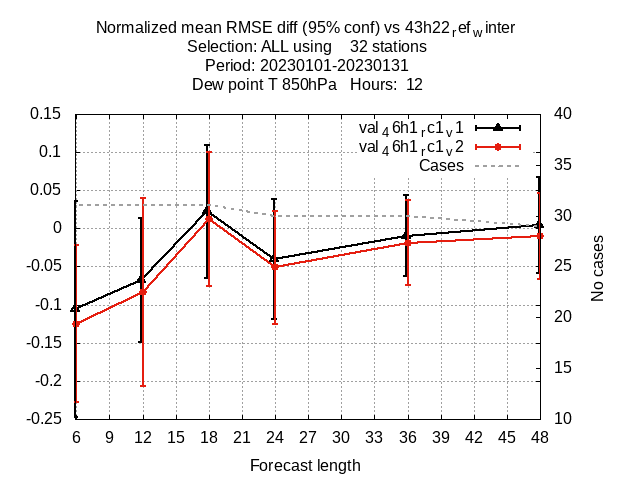 Normalized mean RMSE diff (95% conf) vs 43h22refwinter
Selection: ALL using 32 stations
Period: 20230101-20230131
Dew point T 850hPa Hours: 12
0.15 40
val46h1rc1v1
val46h1rc1v2
Cases
0.1 35
0.05 30
0
-0.05 25
-0.1 20
-0.15
-0.2 15
-0.25 10
No cases
6 9 12 15 18 21 24 27 30 33 36 39 42 45 48
Forecast length